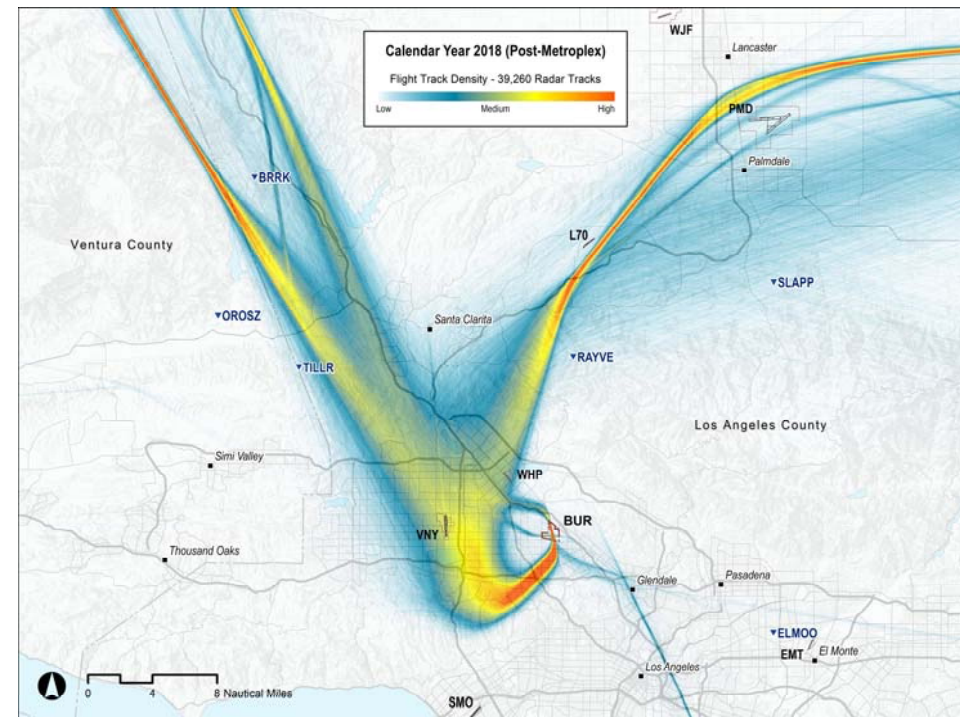 WJF
Lancaster
Calendar Year 2018 (Post-Metroplex)
Flight Track Density - 39,260 Radar Tracks
Low Medium High
PMD
Palmdale
BRRK
L70
Ventura County
SLAPP
OROSZ
Santa Clarita
RAYVE
TILLR
Los Angeles County
Simi Valley
WHP
BUR
VNY
Thousand Oaks
Glendale
Pasadena
ELMOO
EMT
El Monte
Los Angeles
0 4 8 Nautical Miles
SMO